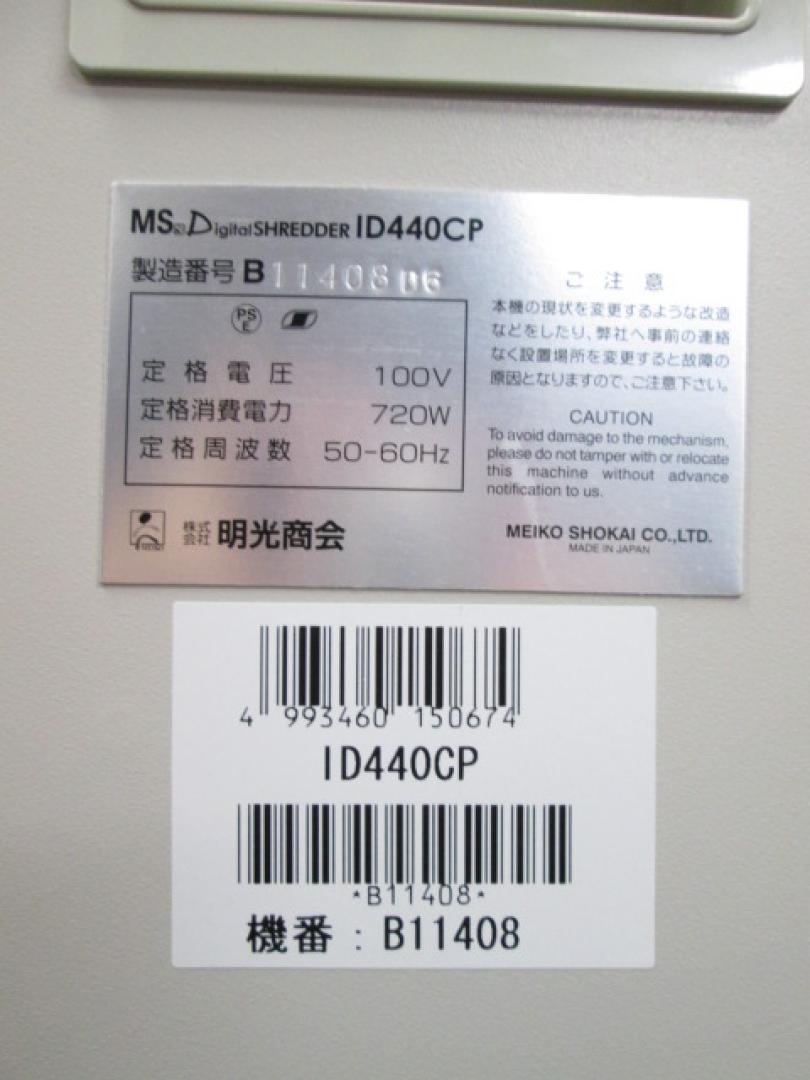 MS DigitalSHREDDER ID440CP
製造番号 B1140806
PS
E
定格電圧 100V
定格消費電力 720W
定格周波数 50-60Hz
株式会社 明光商会
ご注意
本機の現状を変更するような改造
などをしたり、弊社へ事前の連絡
なく設置場所を変更すると故障の
原因となりますので、ご注意下さい。
CAUTION
To avoid damage to the mechanism,
please do not tamper with or relocate
this machine without advance
notification to us.
MEIKO SHOKAI CO.,LTD.
MADE IN JAPAN
4 993460 150674
ID440CP
*B11408*
機番：B11408